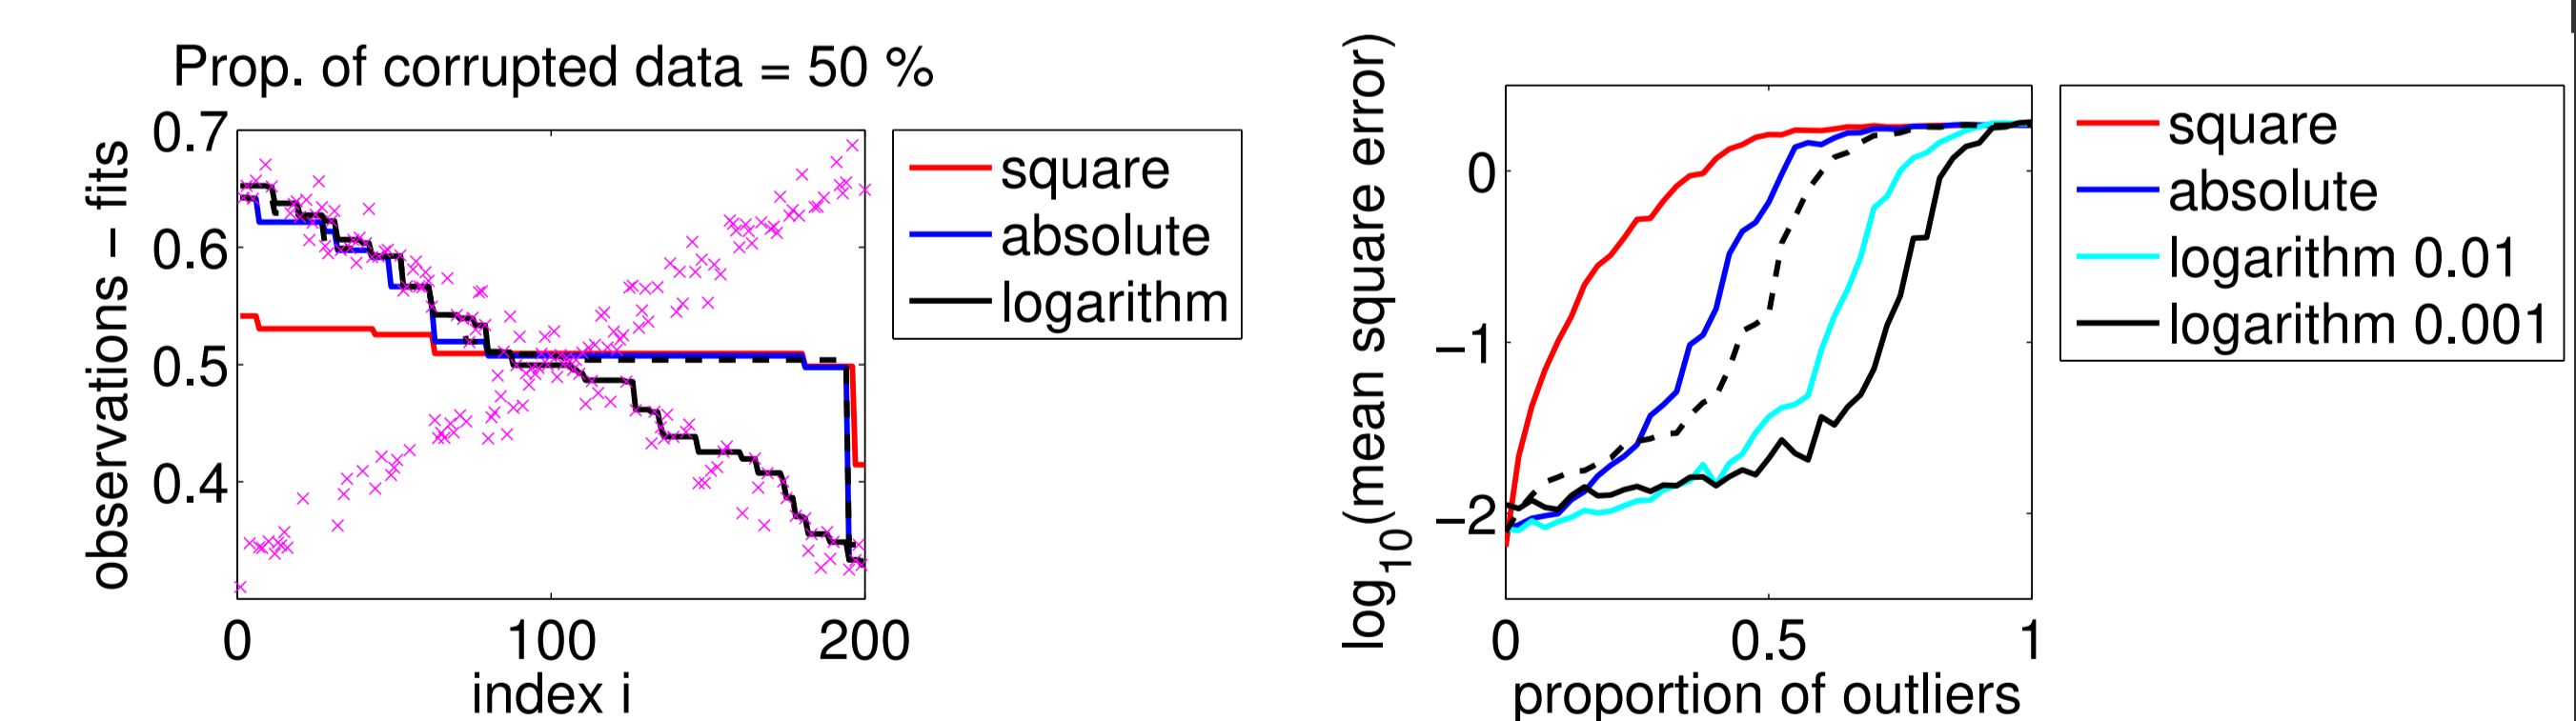 Prop. of corrupted data = 50 %
observations – fits
0.7
0.6
0.5
0.4
0
100
200
index i
square
absolute
logarithm
log10(mean square error)
0
−1
−2
0
0.5
1
proportion of outliers
square
absolute
logarithm 0.01
logarithm 0.001